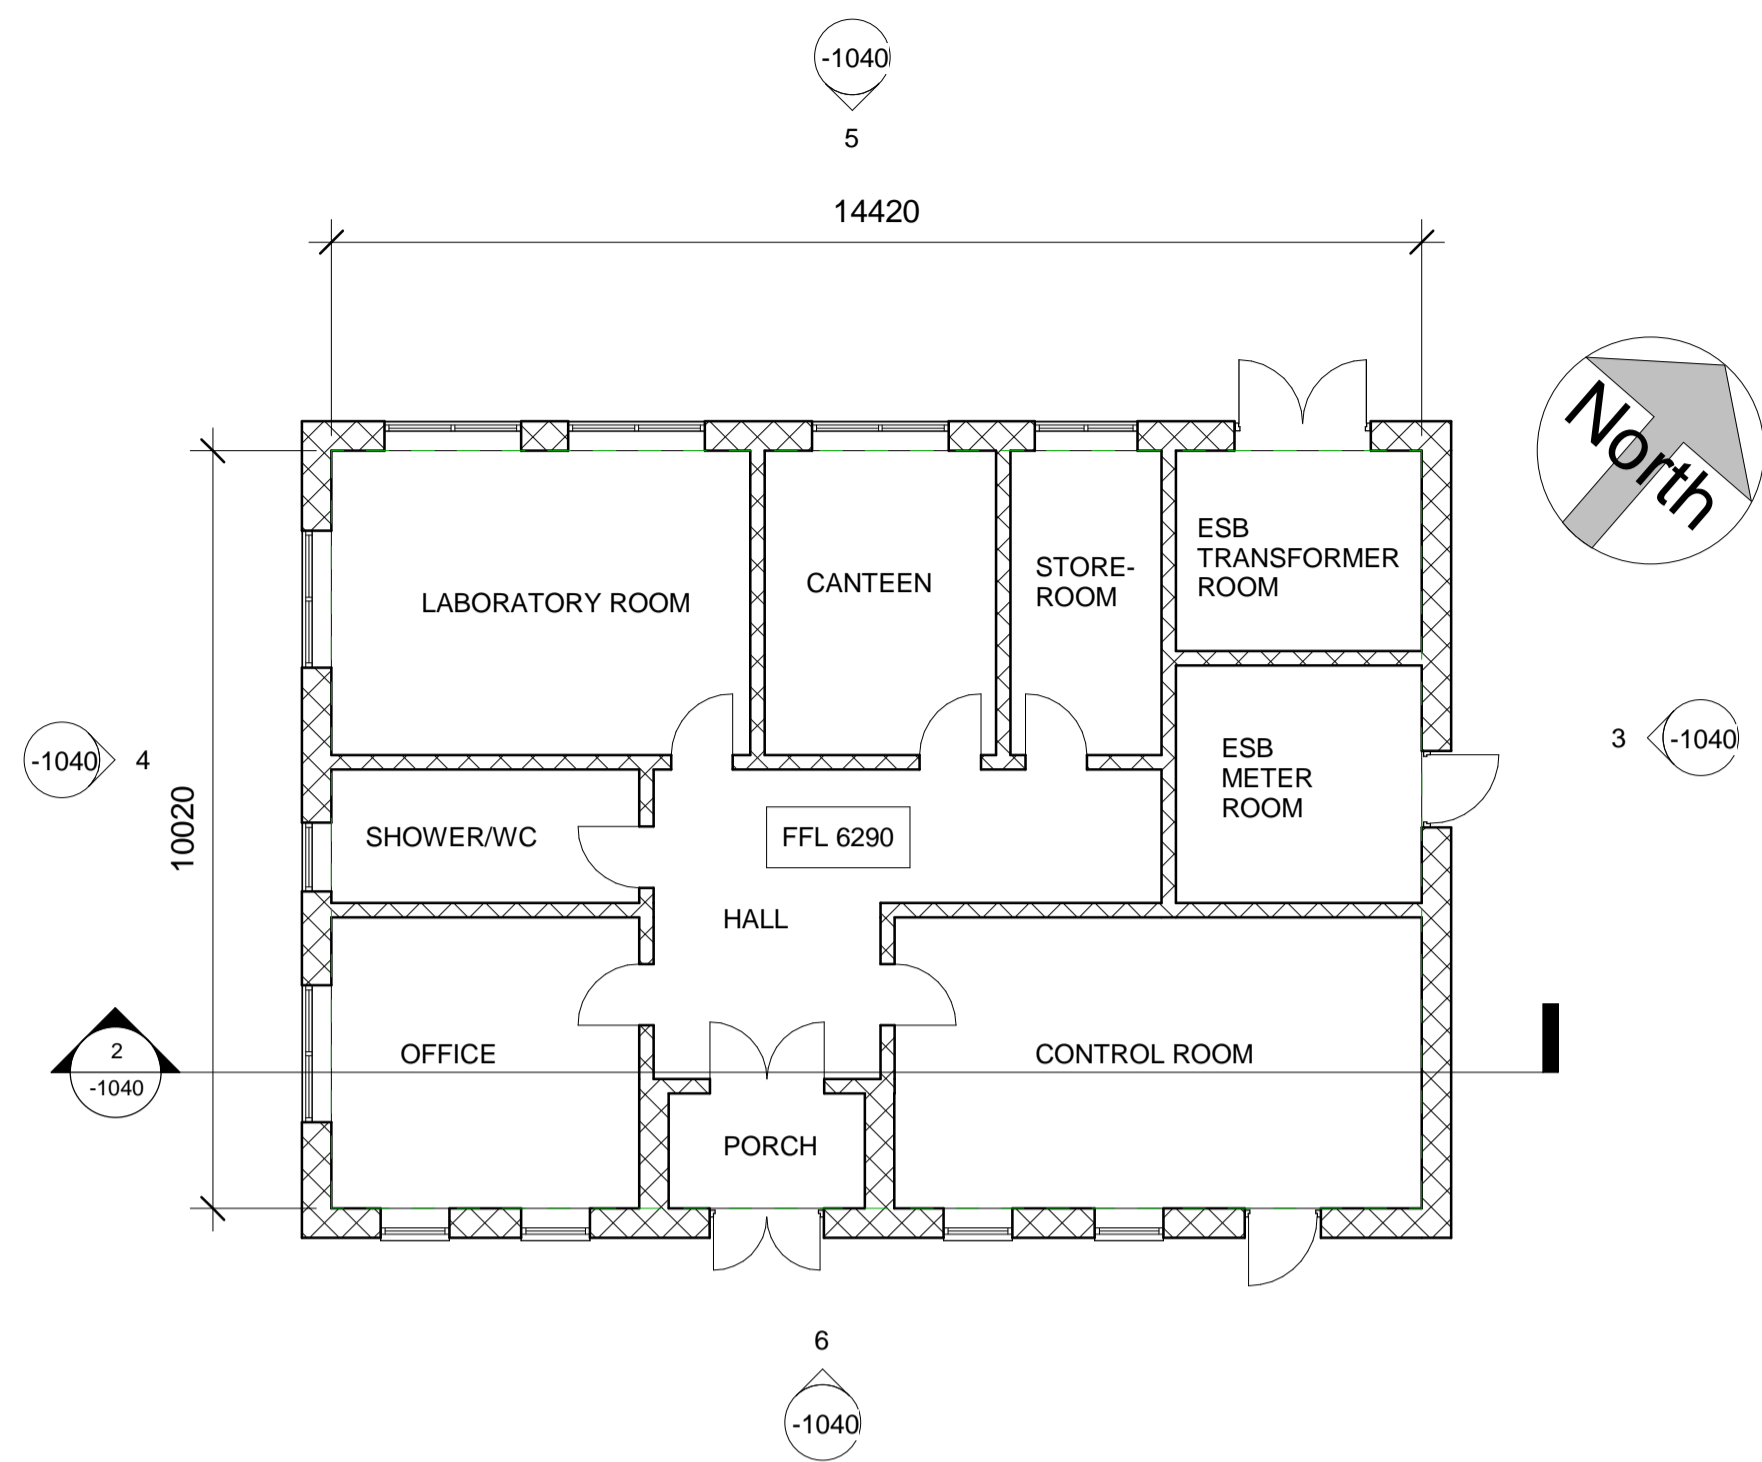 -1040
5
14420
North
LABORATORY ROOM
CANTEEN
STORE-
ROOM
ESB
TRANSFORMER
ROOM
-1040
4
10020
3
-1040
ESB
METER
ROOM
SHOWER/WC
FFL 6290
HALL
2
-1040
OFFICE
CONTROL ROOM
PORCH
6
-1040